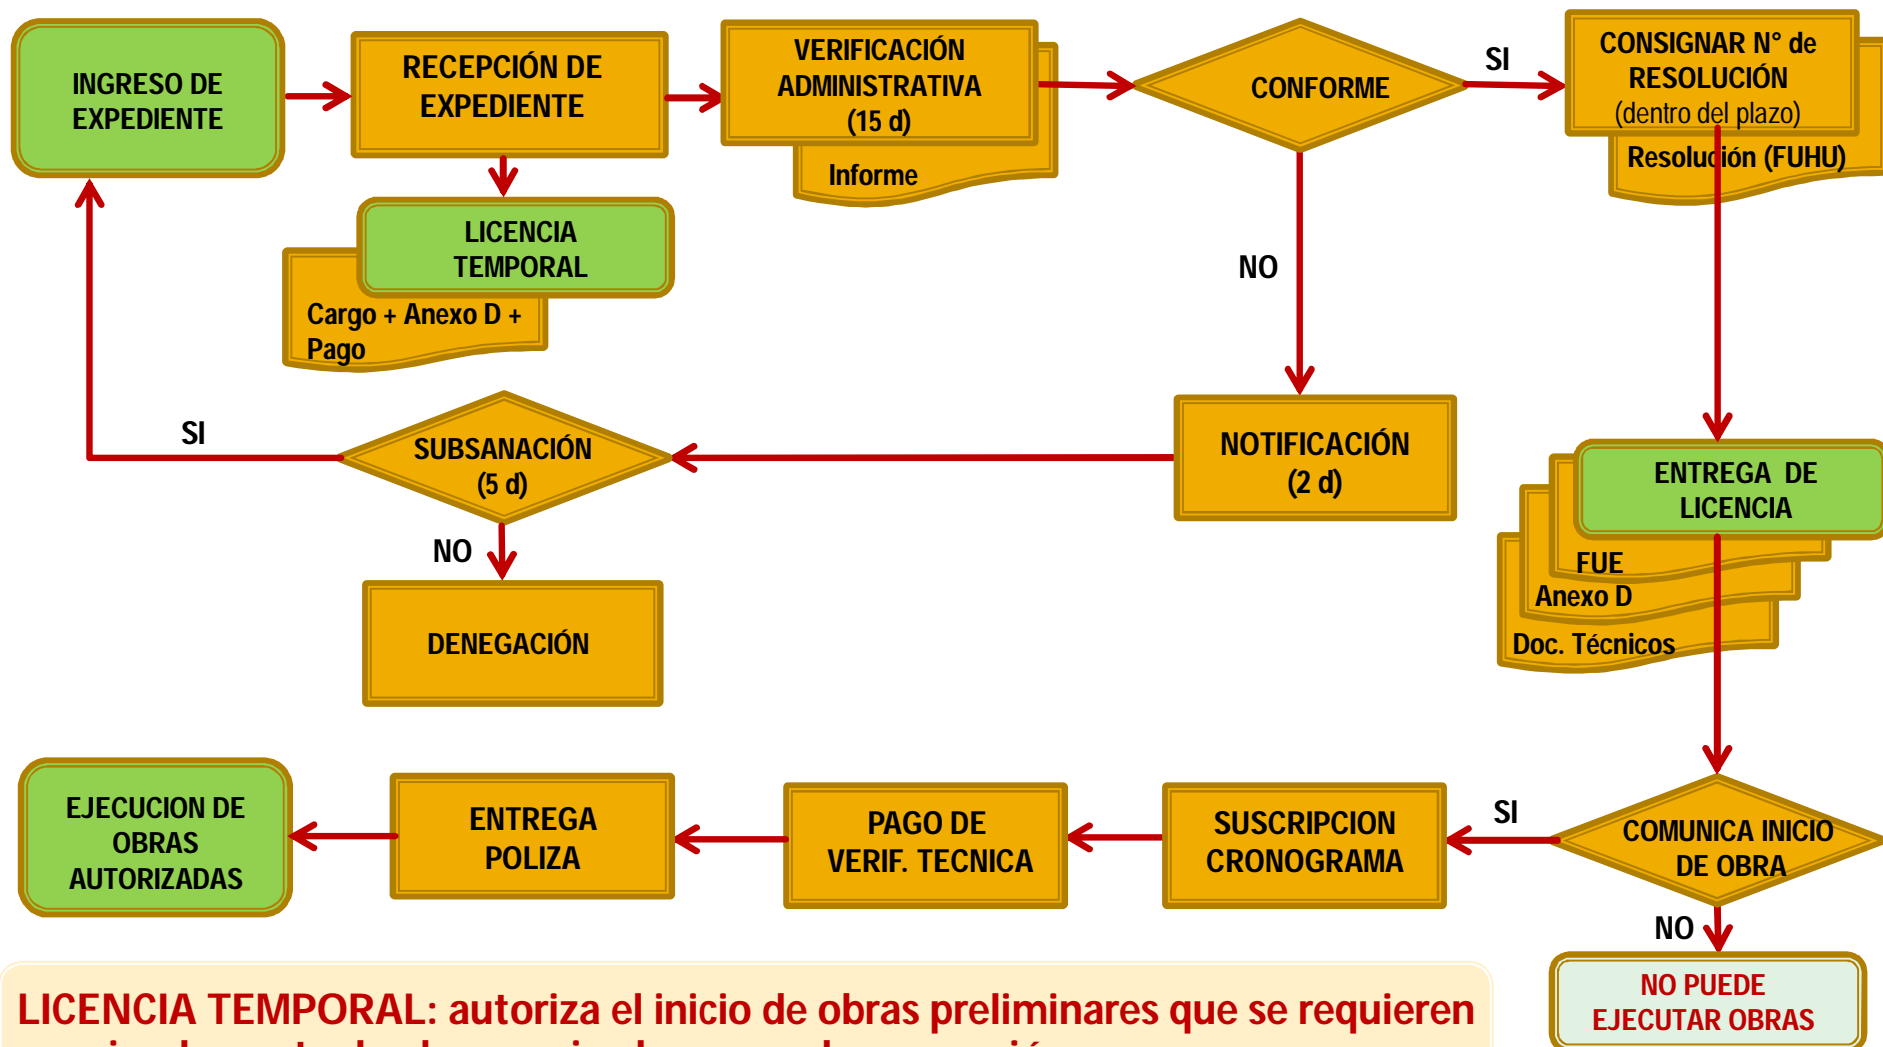 INGRESO DE
EXPEDIENTE
RECEPCIÓN DE
EXPEDIENTE
VERIFICACIÓN
ADMINISTRATIVA
(15 d)
Informe
CONFORME
SI
CONSIGNAR N° de
RESOLUCIÓN
(dentro del plazo)
Resolución (FUHU)
LICENCIA
TEMPORAL
Cargo + Anexo D +
Pago
NO
SI
SUBSANACIÓN
(5 d)
NOTIFICACIÓN
(2 d)
ENTREGA DE
LICENCIA
FUE
Anexo D
Doc. Técnicos
NO
DENEGACIÓN
EJECUCION DE
OBRAS
AUTORIZADAS
ENTREGA
POLIZA
PAGO DE
VERIF. TECNICA
SUSCRIPCION
CRONOGRAMA
SI
COMUNICA INICIO
DE OBRA
NO
NO PUEDE
EJECUTAR OBRAS
LICENCIA TEMPORAL: autoriza el inicio de obras preliminares que se requieren